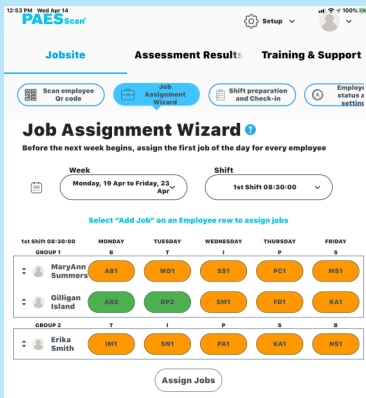 12:53 PM Wed Apr 14
100%
PAES Scan
Setup
Jobsite
Assessment Results
Training & Support
Scan employee
Qr code
Job
Assignment
Wizard
Shift preparation
and Check-in
Employe
status a
setting
Job Assignment Wizard ?
Before the next week begins, assign the first job of the day for every employee
Week
Shift
Monday, 19 Apr to Friday, 23
Apr
1st Shift 08:30:00
Select “Add Job” on an Employee row to assign jobs
1st Shift 08:30:00 MONDAY TUESDAY WEDNESDAY THURSDAY FRIDAY
GROUP 1 B T I P S
MaryAnn
Summers AB1 WD1 SS1 PC1 MS1
Gilligan
Island AB2 DP2 SM1 FD1 KA1
GROUP 2 T I P S B
Erika
Smith IM1 SN1 PA1 KA1 NS1
Assign Jobs